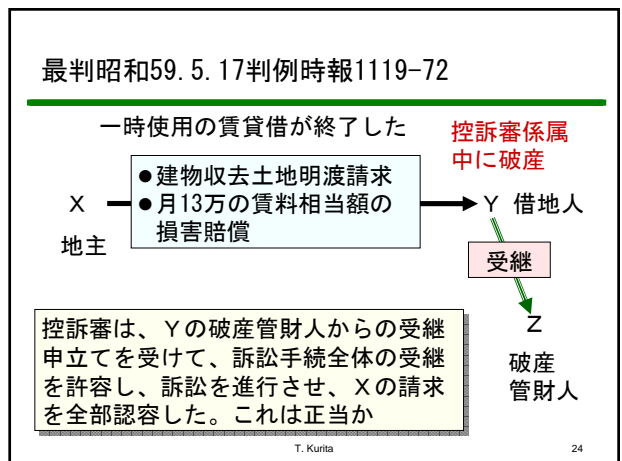 最判昭和59.5.17判例時報1119-72
一時使用の賃貸借が終了した
控訴審係属
中に破産
●建物収去土地明渡請求
●月13万の賃料相当額の
損害賠償
X
地主
Y 借地人
受継
Z
破産
管財人
控訴審は、Yの破産管財人からの受継
申立てを受けて、訴訟手続全体の受継
を許容し、訴訟を進行させ、Xの請求
を全部認容した。これは正当か
T. Kurita
24